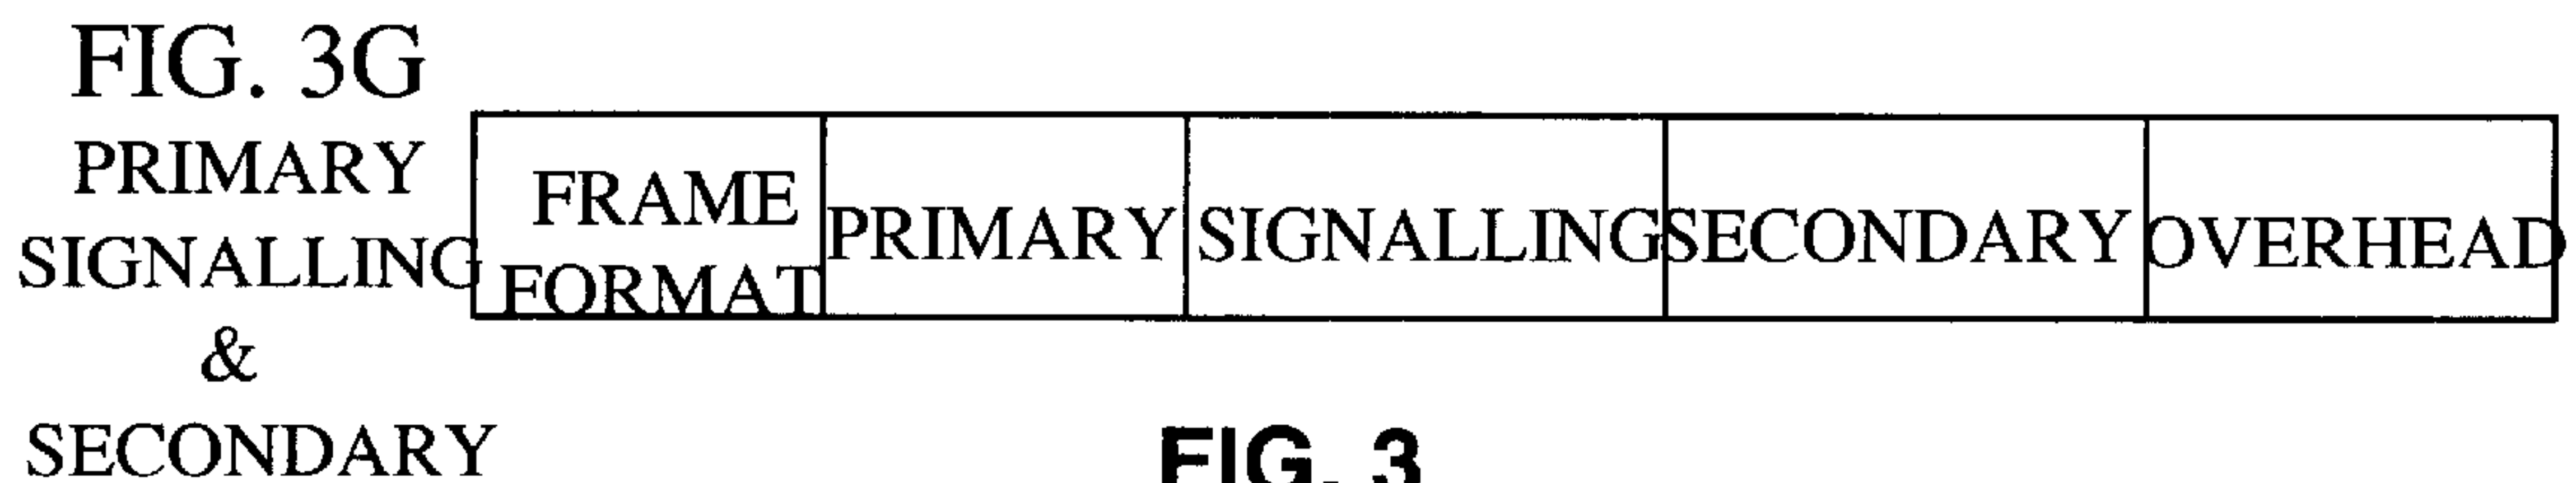 FIG. 3G
PRIMARY
SIGNALLING
&
SECONDARY
FRAME
FORMAT
PRIMARY
SIGNALLING
SECONDARY
OVERHEAD
FIG. 3